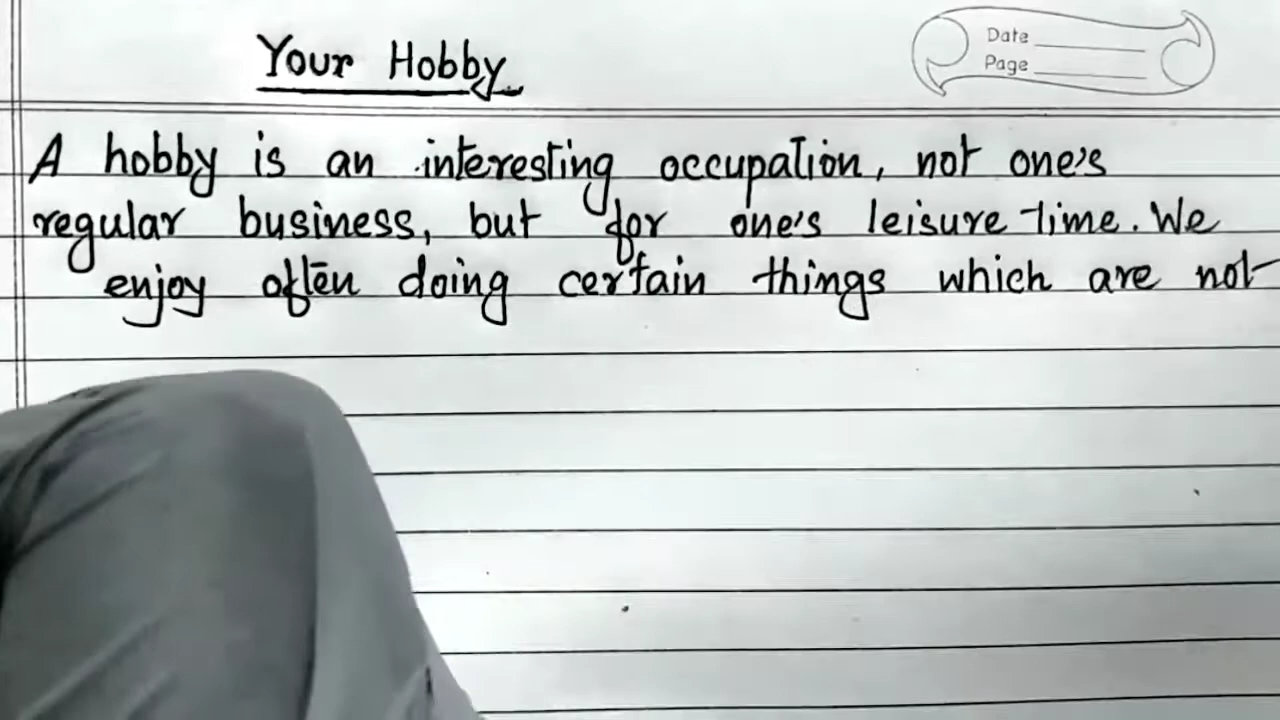 Your Hobby
Date
Page
A hobby is an interesting occupation, not one's
regular business, but for one's leisure time. We
enjoy often doing certain things which are not